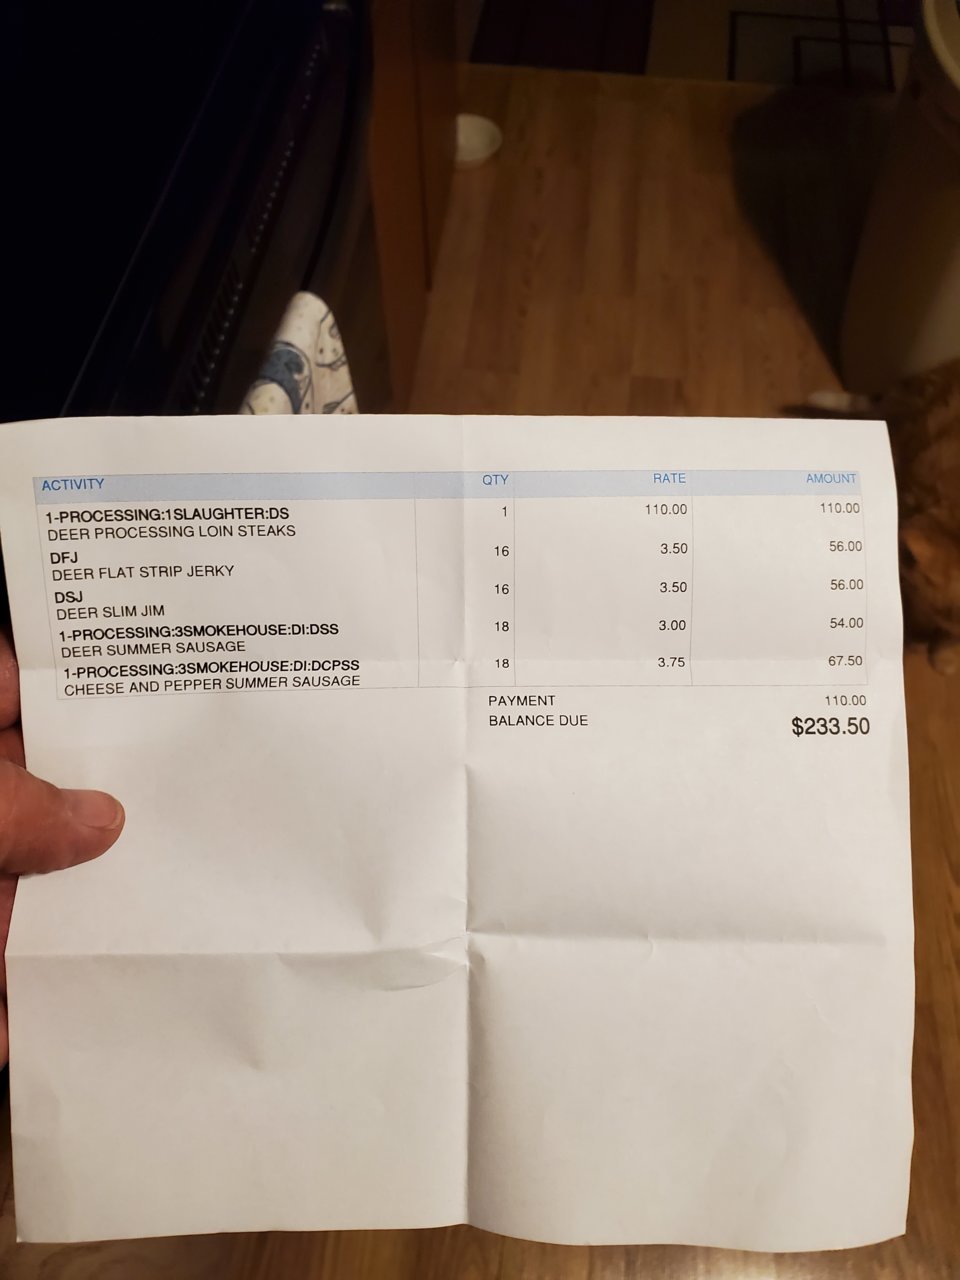 ACTIVITY QTY RATE AMOUNT
1-PROCESSING:1SLAUGHTER:DS 1 110.00 110.00
DEER PROCESSING LOIN STEAKS
DFJ 16 3.50 56.00
DEER FLAT STRIP JERKY
DSJ 16 3.50 56.00
DEER SLIM JIM
1-PROCESSING:3SMOKEHOUSE:DI:DSS 18 3.00 54.00
DEER SUMMER SAUSAGE
1-PROCESSING:3SMOKEHOUSE:DI:DCPSS 18 3.75 67.50
CHEESE AND PEPPER SUMMER SAUSAGE
PAYMENT 110.00
BALANCE DUE $233.50